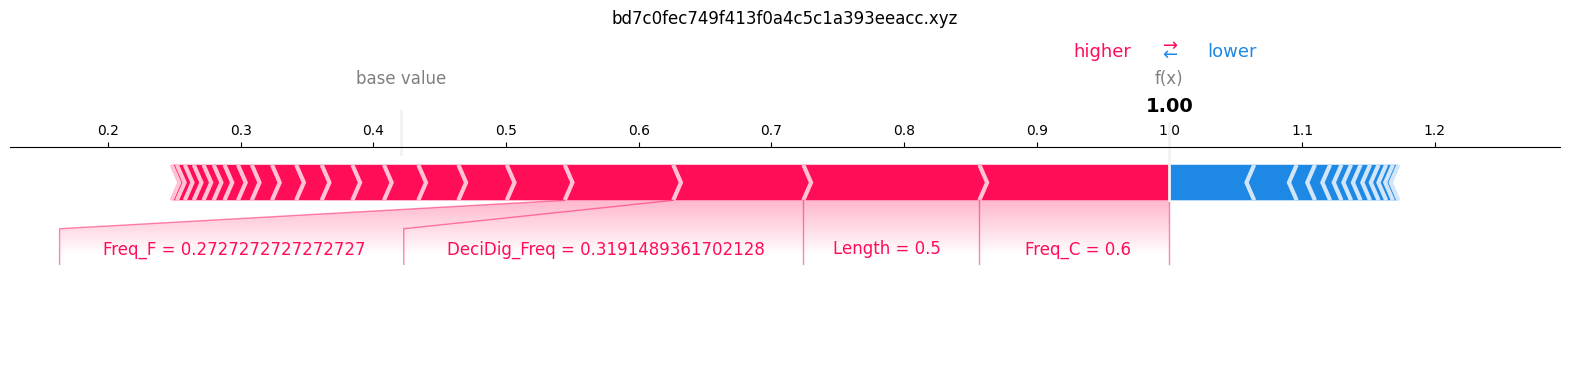 bd7c0fec749f413f0a4c5c1a393eeacc.xyz
higher → ← lower
base value f(x)
1.00
0.2 0.3 0.4 0.5 0.6 0.7 0.8 0.9 1.0 1.1 1.2
Freq_F = 0.2727272727272727 DeciDig_Freq = 0.3191489361702128 Length = 0.5 Freq_C = 0.6